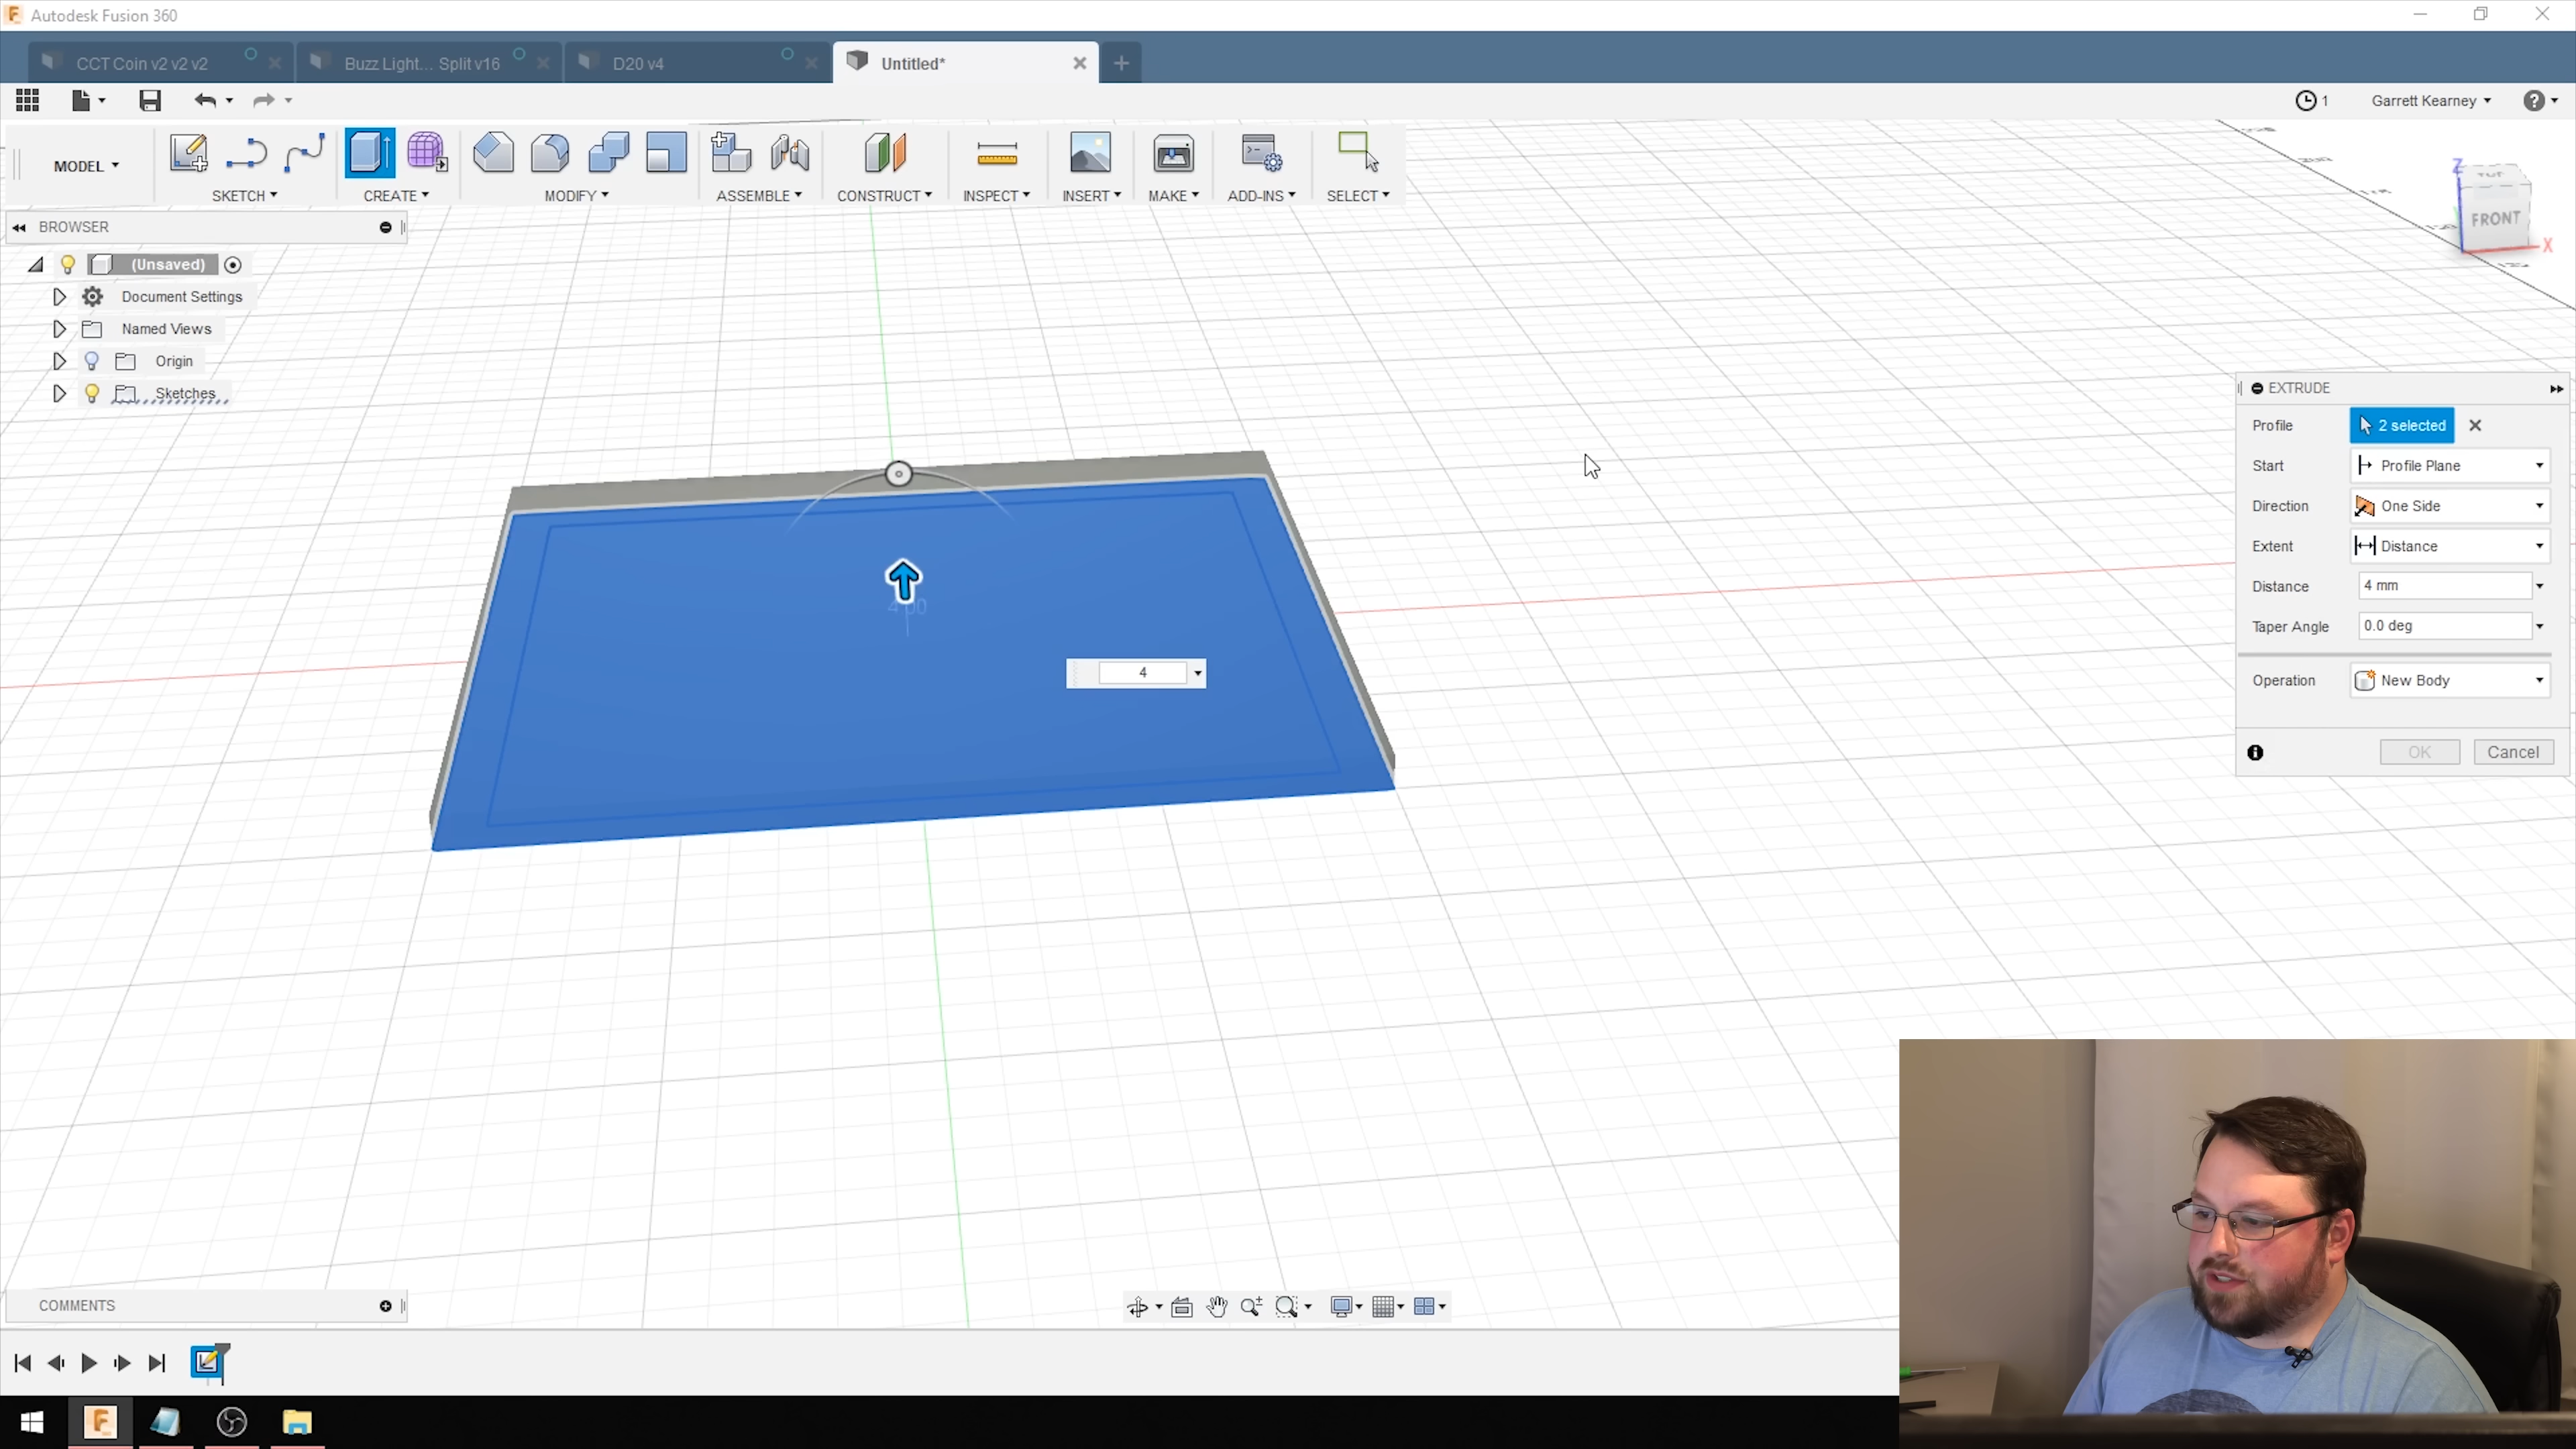 Autodesk Fusion 360
CCT Coin v2 v2 v2
Buzz Light... Split v16
D20 v4
Untitled*
1
Garrett Kearney
MODEL
SKETCH
CREATE
MODIFY
ASSEMBLE
CONSTRUCT
INSPECT
INSERT
MAKE
ADD-INS
SELECT
BROWSER
(Unsaved)
Document Settings
Named Views
Origin
Sketches
Z
TOP
FRONT
X
4.00
4
EXTRUDE
Profile 2 selected
Start Profile Plane
Direction One Side
Extent Distance
Distance 4 mm
Taper Angle 0.0 deg
Operation New Body
OK Cancel
COMMENTS